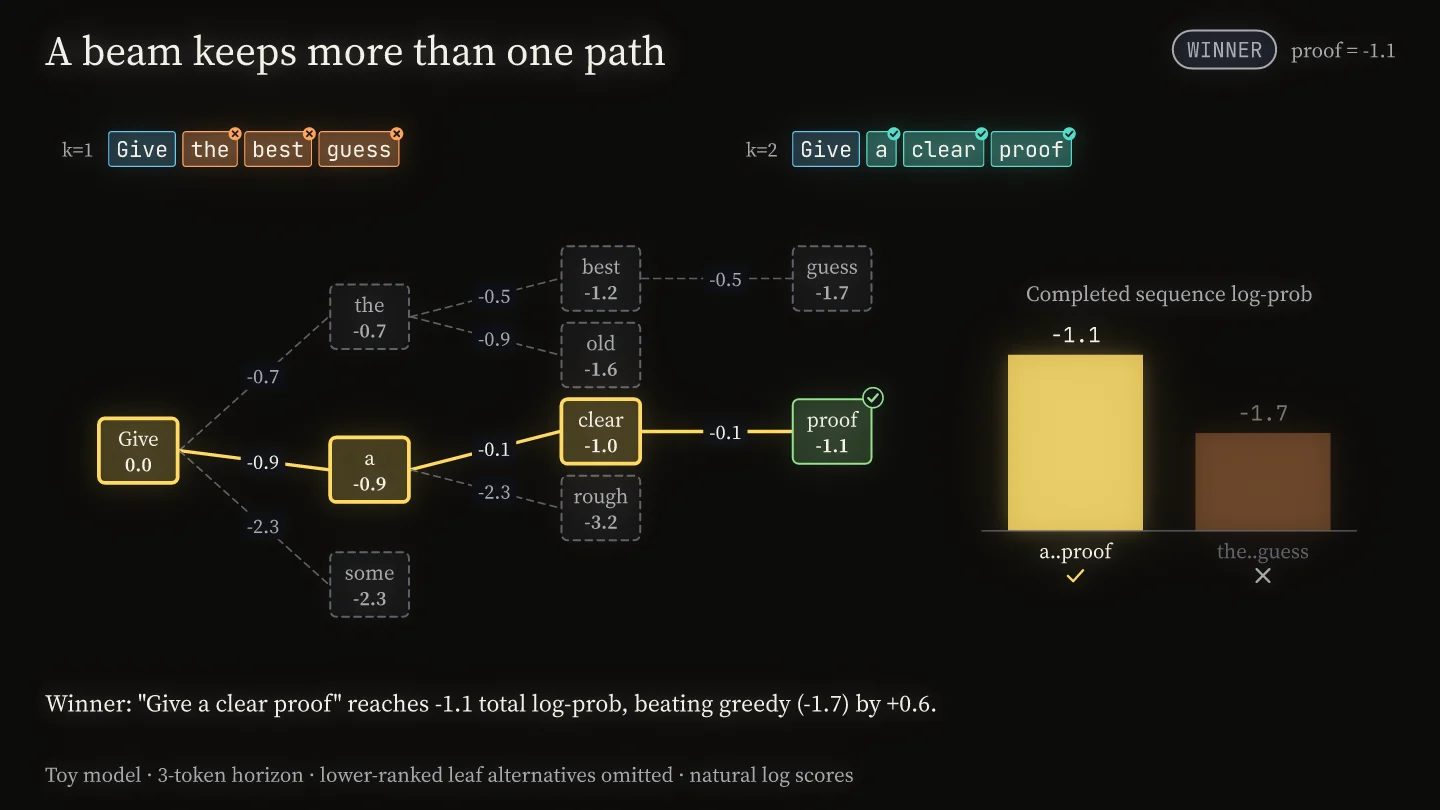 A beam keeps more than one path
WINNER proof = -1.1
k=1 Give the best guess
k=2 Give a clear proof
Give
0.0
-0.7
-0.9
-2.3
the
-0.7
a
-0.9
some
-2.3
-0.5
-0.9
-0.1
-2.3
best
-1.2
old
-1.6
clear
-1.0
rough
-3.2
-0.5
-0.1
guess
-1.7
proof
-1.1
Completed sequence log-prob
-1.1
-1.7
a..proof
the..guess
Winner: "Give a clear proof" reaches -1.1 total log-prob, beating greedy (-1.7) by +0.6.
Toy model · 3-token horizon · lower-ranked leaf alternatives omitted · natural log scores